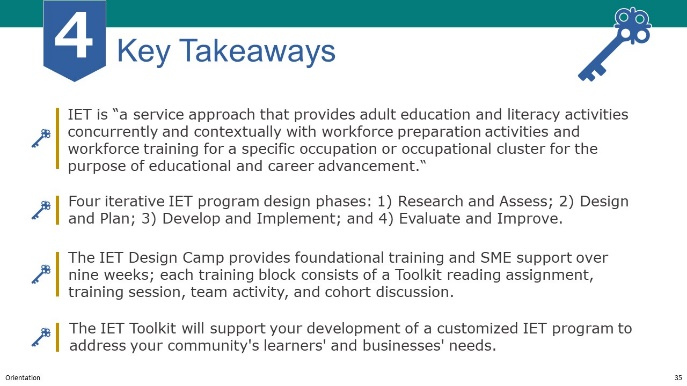 4
Key Takeaways
IET is “a service approach that provides adult education and literacy activities
concurrently and contextually with workforce preparation activities and
workforce training for a specific occupation or occupational cluster for the
purpose of educational and career advancement.“
Four iterative IET program design phases: 1) Research and Assess; 2) Design
and Plan; 3) Develop and Implement; and 4) Evaluate and Improve.
The IET Design Camp provides foundational training and SME support over
nine weeks; each training block consists of a Toolkit reading assignment,
training session, team activity, and cohort discussion.
The IET Toolkit will support your development of a customized IET program to
address your community's learners' and businesses' needs.
Orientation
35